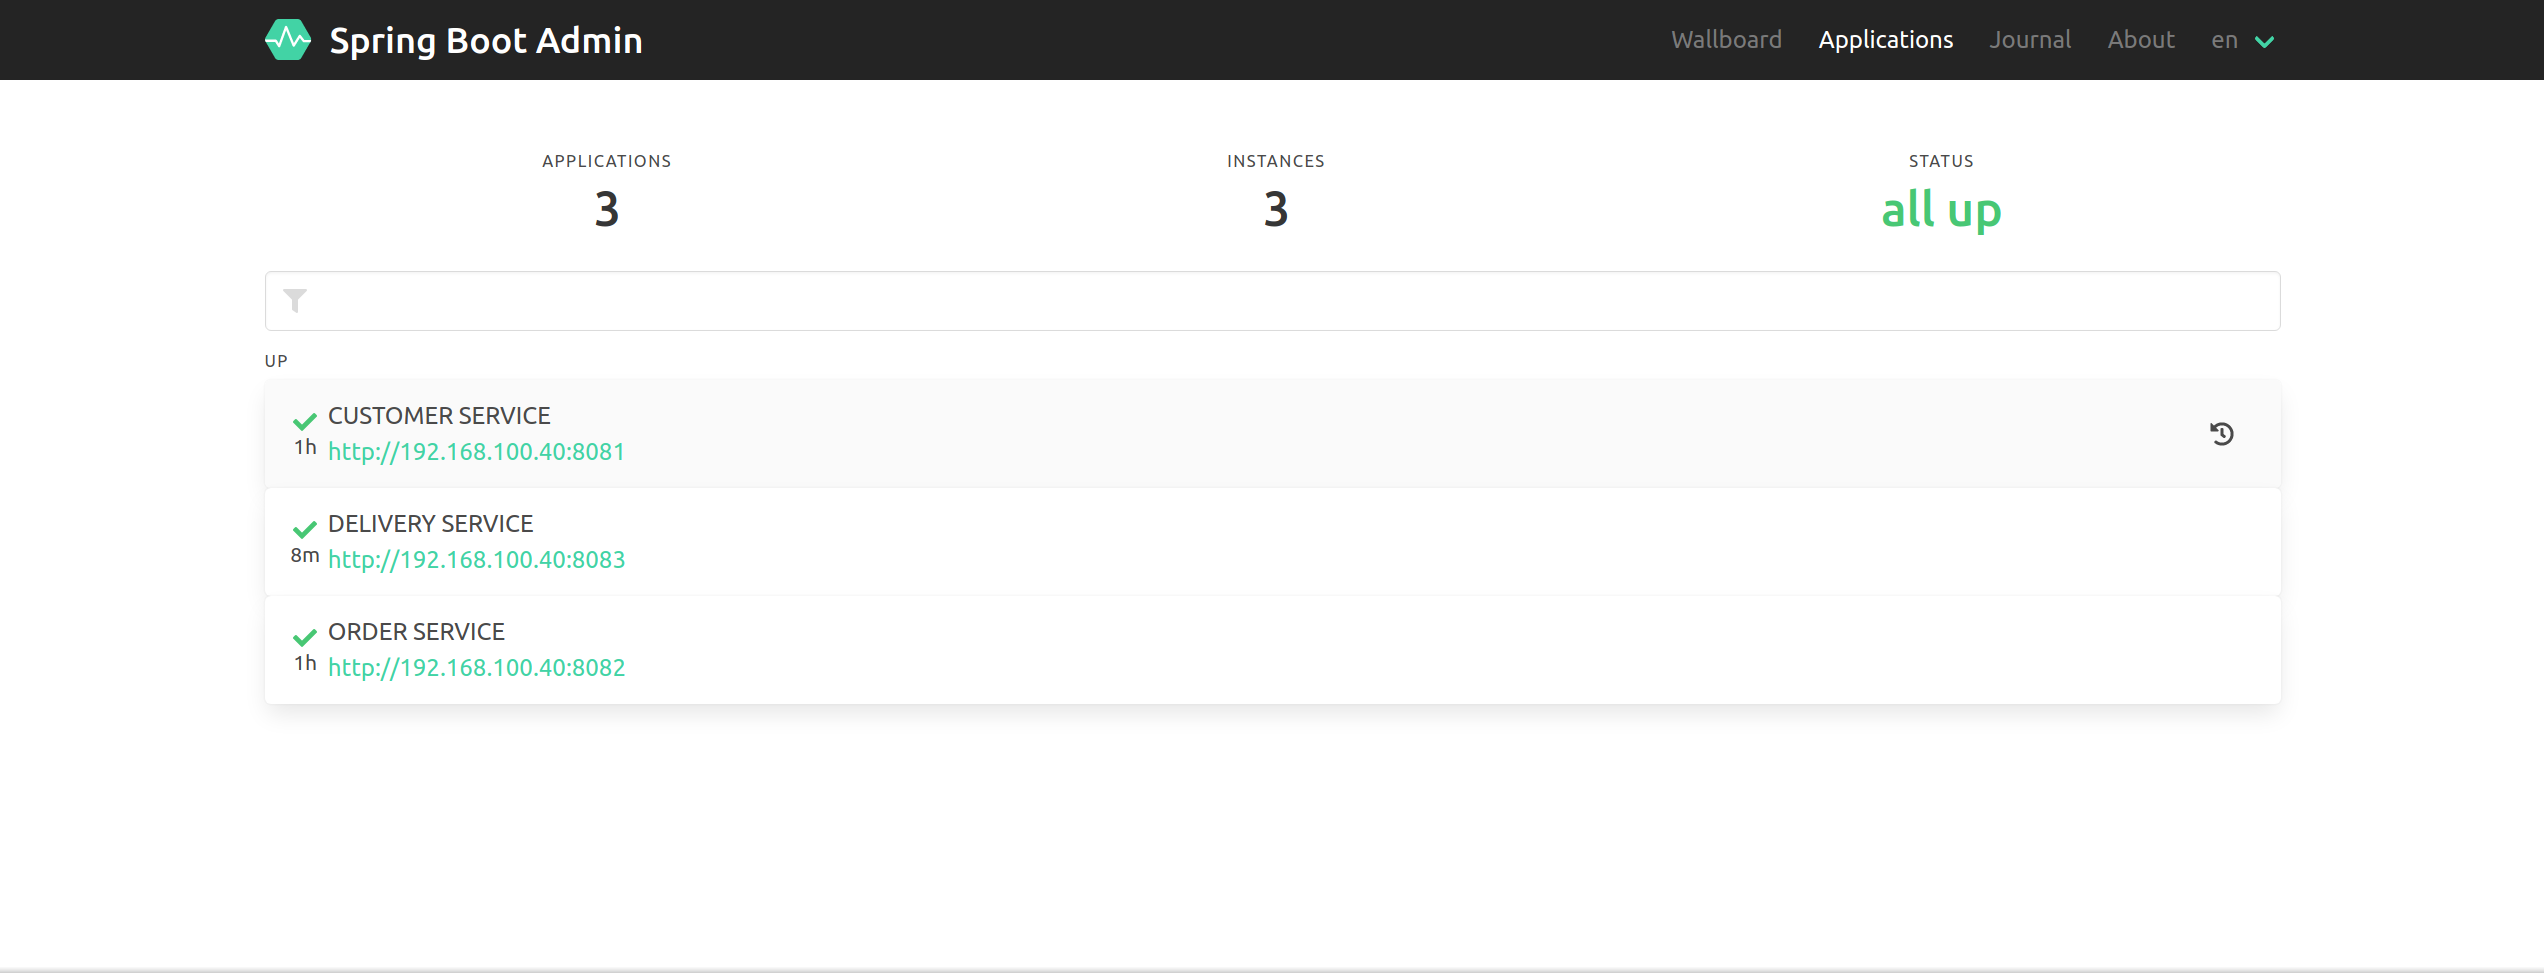 Spring Boot Admin
Wallboard Applications Journal About en
APPLICATIONS INSTANCES STATUS
3 3 all up
UP
CUSTOMER SERVICE
1h http://192.168.100.40:8081
DELIVERY SERVICE
8m http://192.168.100.40:8083
ORDER SERVICE
1h http://192.168.100.40:8082